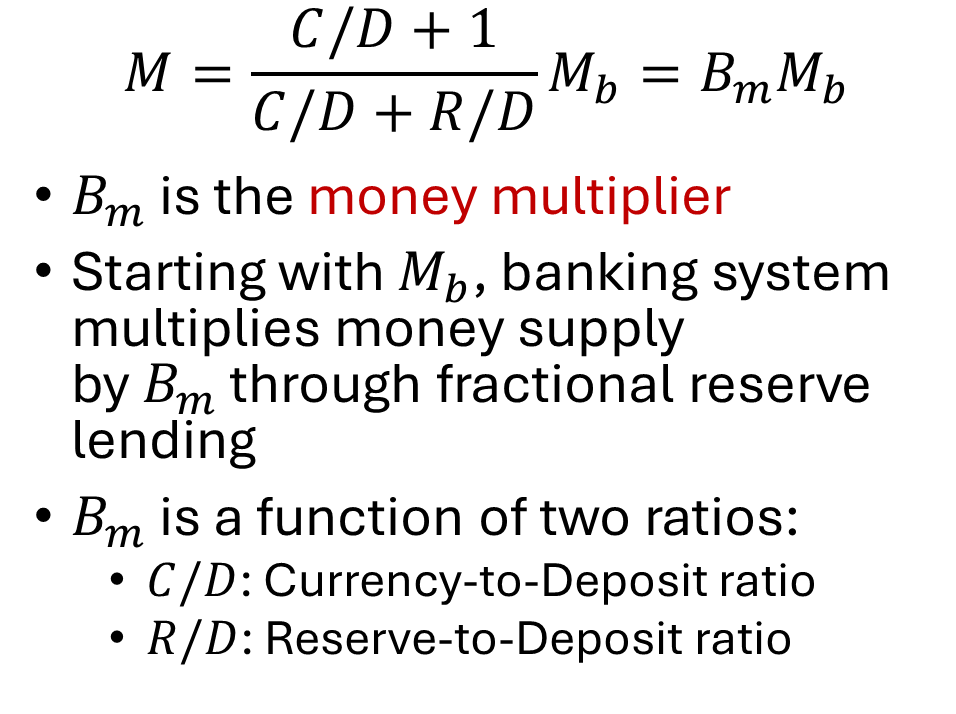 M = (C/D + 1)/(C/D + R/D) M_b = B_m M_b
• B_m is the money multiplier
• Starting with M_b, banking system
multiplies money supply
by B_m through fractional reserve
lending
• B_m is a function of two ratios:
• C/D: Currency-to-Deposit ratio
• R/D: Reserve-to-Deposit ratio